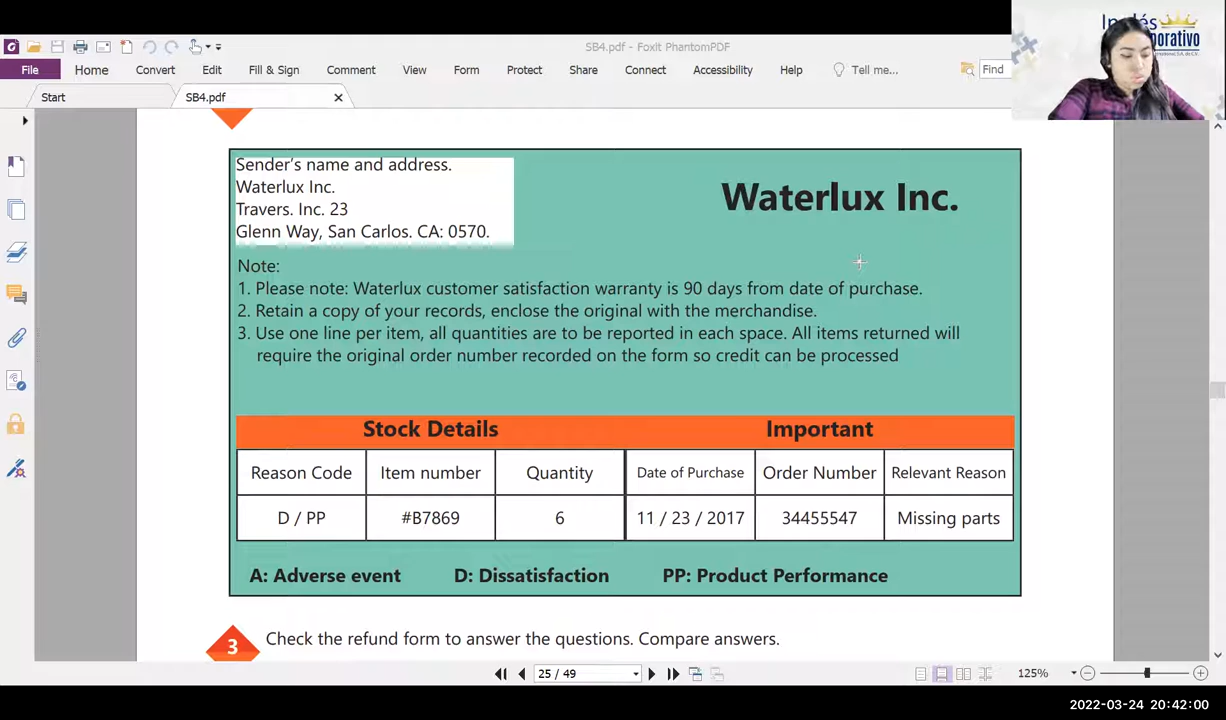 SB4.pdf - Foxit PhantomPDF
File Home Convert Edit Fill & Sign Comment View Form Protect Share Connect Accessibility Help Tell me... Find
Start SB4.pdf
Inglés
Sender's name and address.
Waterlux Inc.
Travers. Inc. 23
Glenn Way, San Carlos. CA: 0570.
Waterlux Inc.
Note:
1. Please note: Waterlux customer satisfaction warranty is 90 days from date of purchase.
2. Retain a copy of your records, enclose the original with the merchandise.
3. Use one line per item, all quantities are to be reported in each space. All items returned will
require the original order number recorded on the form so credit can be processed
Stock Details Important
Reason Code Item number Quantity Date of Purchase Order Number Relevant Reason
D / PP #B7869 6 11 / 23 / 2017 34455547 Missing parts
A: Adverse event D: Dissatisfaction PP: Product Performance
3 Check the refund form to answer the questions. Compare answers.
25 / 49 125%
2022-03-24 20:42:00